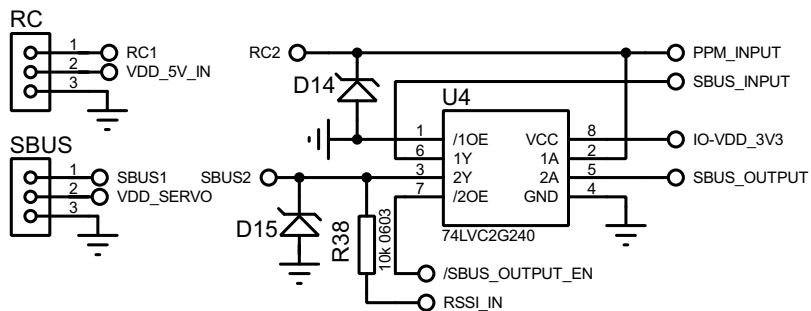 RC
1 RC1
2 VDD_5V_IN
3
SBUS
1 SBUS1
2 VDD_SERVO
3
RC2
PPM_INPUT
SBUS_INPUT
D14
U4
1 /1OE VCC 8 IO-VDD_3V3
6 1Y 1A 2
SBUS2 3 2Y 2A 5 SBUS_OUTPUT
7 /2OE GND 4
74LVC2G240
D15
R38
10k 0603
/SBUS_OUTPUT_EN
RSSI_IN